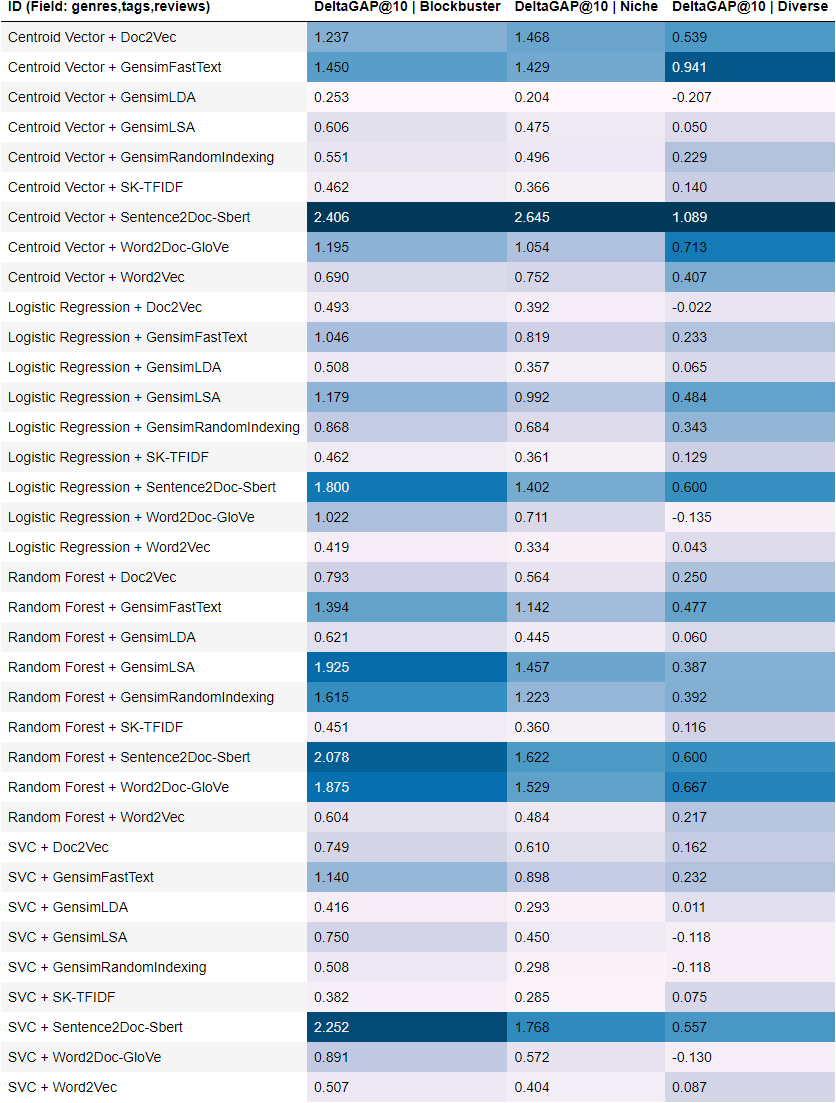 ID (Field: genres,tags,reviews) DeltaGAP@10 | Blockbuster DeltaGAP@10 | Niche DeltaGAP@10 | Diverse
Centroid Vector + Doc2Vec 1.237 1.468 0.539
Centroid Vector + GensimFastText 1.450 1.429 0.941
Centroid Vector + GensimLDA 0.253 0.204 -0.207
Centroid Vector + GensimLSA 0.606 0.475 0.050
Centroid Vector + GensimRandomIndexing 0.551 0.496 0.229
Centroid Vector + SK-TFIDF 0.462 0.366 0.140
Centroid Vector + Sentence2Doc-Sbert 2.406 2.645 1.089
Centroid Vector + Word2Doc-GloVe 1.195 1.054 0.713
Centroid Vector + Word2Vec 0.690 0.752 0.407
Logistic Regression + Doc2Vec 0.493 0.392 -0.022
Logistic Regression + GensimFastText 1.046 0.819 0.233
Logistic Regression + GensimLDA 0.508 0.357 0.065
Logistic Regression + GensimLSA 1.179 0.992 0.484
Logistic Regression + GensimRandomIndexing 0.868 0.684 0.343
Logistic Regression + SK-TFIDF 0.462 0.361 0.129
Logistic Regression + Sentence2Doc-Sbert 1.800 1.402 0.600
Logistic Regression + Word2Doc-GloVe 1.022 0.711 -0.135
Logistic Regression + Word2Vec 0.419 0.334 0.043
Random Forest + Doc2Vec 0.793 0.564 0.250
Random Forest + GensimFastText 1.394 1.142 0.477
Random Forest + GensimLDA 0.621 0.445 0.060
Random Forest + GensimLSA 1.925 1.457 0.387
Random Forest + GensimRandomIndexing 1.615 1.223 0.392
Random Forest + SK-TFIDF 0.451 0.360 0.116
Random Forest + Sentence2Doc-Sbert 2.078 1.622 0.600
Random Forest + Word2Doc-GloVe 1.875 1.529 0.667
Random Forest + Word2Vec 0.604 0.484 0.217
SVC + Doc2Vec 0.749 0.610 0.162
SVC + GensimFastText 1.140 0.898 0.232
SVC + GensimLDA 0.416 0.293 0.011
SVC + GensimLSA 0.750 0.450 -0.118
SVC + GensimRandomIndexing 0.508 0.298 -0.118
SVC + SK-TFIDF 0.382 0.285 0.075
SVC + Sentence2Doc-Sbert 2.252 1.768 0.557
SVC + Word2Doc-GloVe 0.891 0.572 -0.130
SVC + Word2Vec 0.507 0.404 0.087